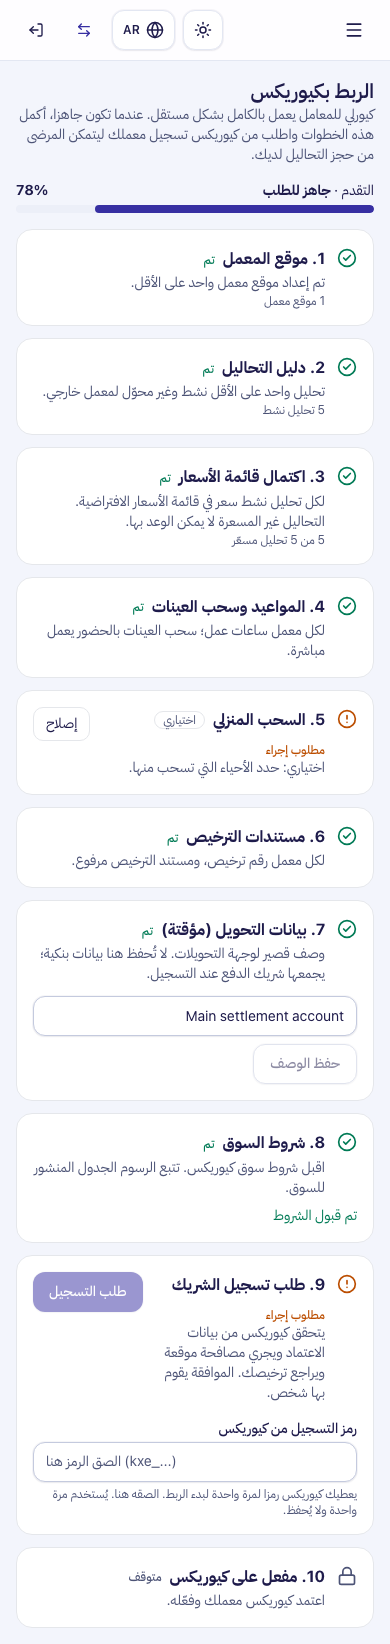 AR
الربط بكيوريكس
كيورلي للمعامل يعمل بالكامل بشكل مستقل. عندما تكون جاهزا، أكمل
هذه الخطوات واطلب من كيوريكس تسجيل معملك ليتمكن المرضى
من حجز التحاليل لديك.
التقدم · جاهز للطلب 78%
1. موقع المعمل تم
تم إعداد موقع معمل واحد على الأقل.
1 موقع معمل
2. دليل التحاليل تم
تحليل واحد على الأقل نشط وغير محوّل لمعمل خارجي.
5 تحليل نشط
3. اكتمال قائمة الأسعار تم
لكل تحليل نشط سعر في قائمة الأسعار الافتراضية.
التحاليل غير المسعرة لا يمكن الوعد بها.
5 من 5 تحليل مسعّر
4. المواعيد وسحب العينات تم
لكل معمل ساعات عمل؛ سحب العينات بالحضور يعمل
مباشرة.
5. السحب المنزلي اختياري إصلاح
مطلوب إجراء
اختياري: حدد الأحياء التي تسحب منها.
6. مستندات الترخيص تم
لكل معمل رقم ترخيص، ومستند الترخيص مرفوع.
7. بيانات التحويل (مؤقتة) تم
وصف قصير لوجهة التحويلات. لا تُحفظ هنا بيانات بنكية؛
يجمعها شريك الدفع عند التسجيل.
Main settlement account
حفظ الوصف
8. شروط السوق تم
اقبل شروط سوق كيوريكس. تتبع الرسوم الجدول المنشور
للسوق.
تم قبول الشروط
9. طلب تسجيل الشريك طلب التسجيل
مطلوب إجراء
يتحقق كيوريكس من بيانات
الاعتماد ويجري مصافحة موقعة
ويراجع ترخيصك. الموافقة يقوم
بها شخص.
رمز التسجيل من كيوريكس
الصق الرمز هنا (kxe_...)
يعطيك كيوريكس رمزا لمرة واحدة لبدء الربط. الصقه هنا. يُستخدم مرة
واحدة ولا يُحفظ.
10. مفعل على كيوريكس متوقف
اعتمد كيوريكس معملك وفعّله.